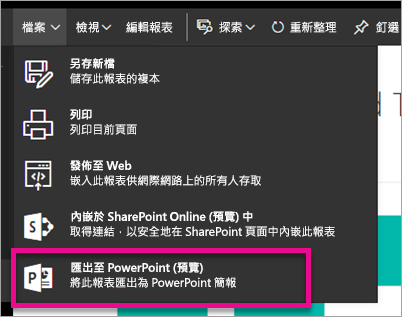 檔案 檢視 編輯報表 探索 重新整理 釘選
另存新檔
儲存此報表的複本
列印
列印目前頁面
發佈至 Web
嵌入此報表供網際網路上的所有人存取
內嵌於 SharePoint Online (預覽) 中
取得連結，以安全地在 SharePoint 頁面中內嵌此報表
匯出至 PowerPoint (預覽)
將此報表匯出為 PowerPoint 簡報